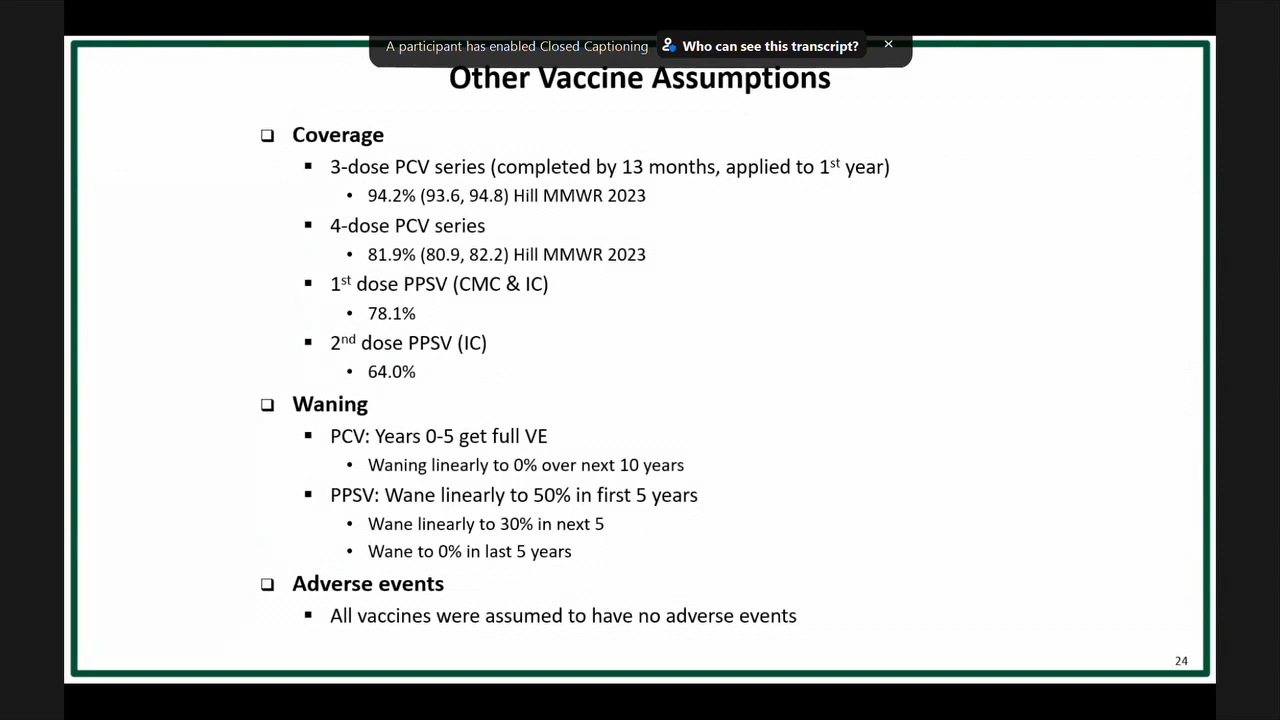 A participant has enabled Closed Captioning Who can see this transcript? ×
Other Vaccine Assumptions
❑ Coverage
▪ 3-dose PCV series (completed by 13 months, applied to 1st year)
• 94.2% (93.6, 94.8) Hill MMWR 2023
▪ 4-dose PCV series
• 81.9% (80.9, 82.2) Hill MMWR 2023
▪ 1st dose PPSV (CMC & IC)
• 78.1%
▪ 2nd dose PPSV (IC)
• 64.0%
❑ Waning
▪ PCV: Years 0-5 get full VE
• Waning linearly to 0% over next 10 years
▪ PPSV: Wane linearly to 50% in first 5 years
• Wane linearly to 30% in next 5
• Wane to 0% in last 5 years
❑ Adverse events
▪ All vaccines were assumed to have no adverse events
24